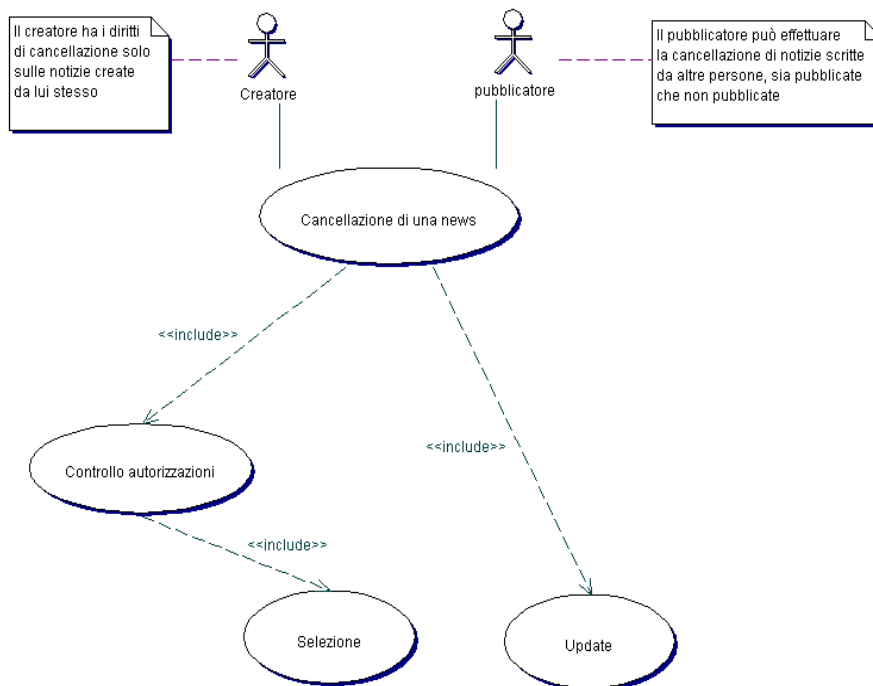 Il creatore ha i diritti
di cancellazione solo
sulle notizie create
da lui stesso
Il pubblicatore può effettuare
la cancellazione di notizie scritte
da altre persone, sia pubblicate
che non pubblicate
Creatore
pubblicatore
Cancellazione di una news
<<include>>
<<include>>
Controllo autorizzazioni
<<include>>
Selezione
Update